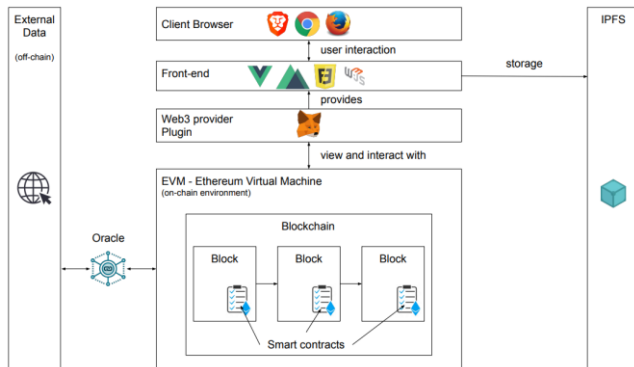 External
Data
(off-chain)
Client Browser
user interaction
Front-end
storage
IPFS
provides
Web3 provider
Plugin
view and interact with
EVM - Ethereum Virtual Machine
(on-chain environment)
Blockchain
Oracle
Block
Block
Block
Smart contracts